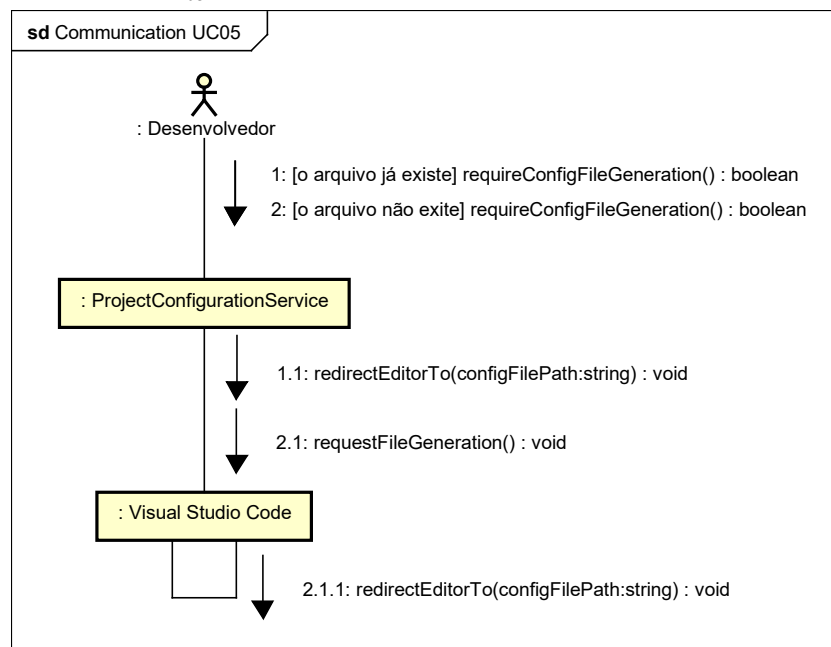 sd Communication UC05
: Desenvolvedor
1: [o arquivo já existe] requireConfigFileGeneration() : boolean
2: [o arquivo não exite] requireConfigFileGeneration() : boolean
: ProjectConfigurationService
1.1: redirectEditorTo(configFilePath:string) : void
2.1: requestFileGeneration() : void
: Visual Studio Code
2.1.1: redirectEditorTo(configFilePath:string) : void